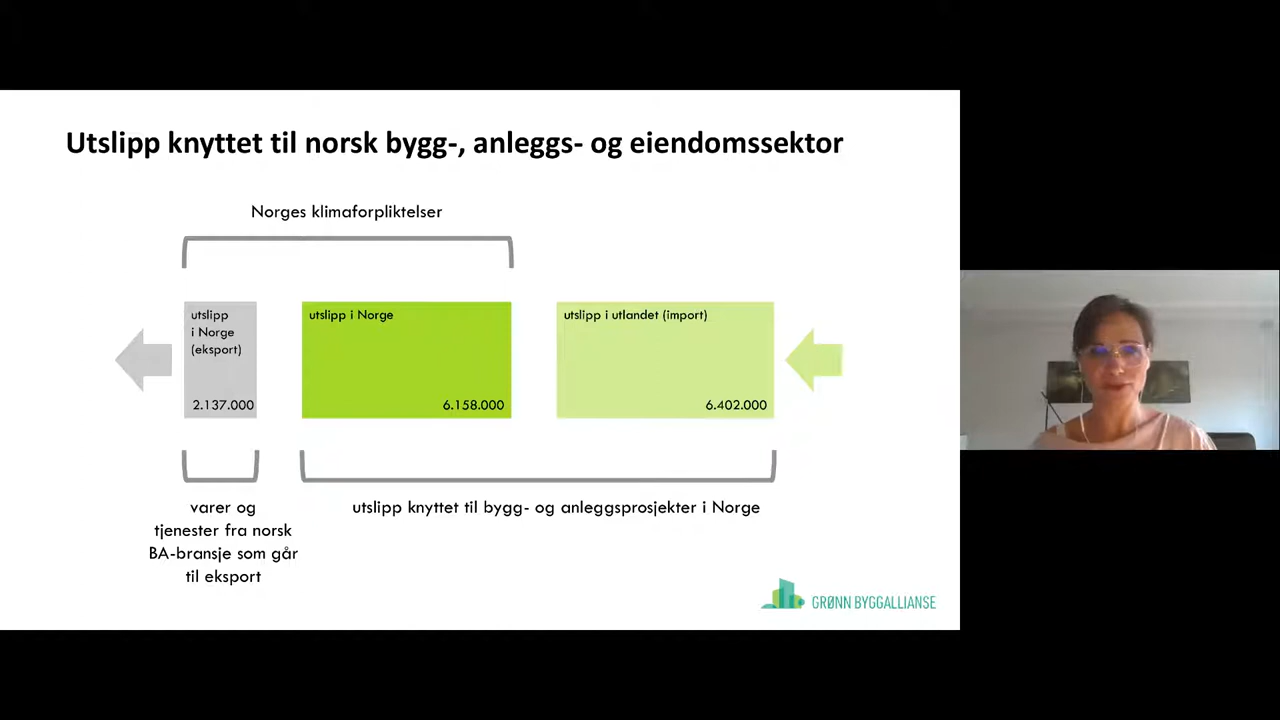 Utslipp knyttet til norsk bygg-, anleggs- og eiendomssektor
Norges klimaforpliktelser
utslipp
i Norge
(eksport)
2.137.000
utslipp i Norge
6.158.000
utslipp i utlandet (import)
6.402.000
varer og
tjenester fra norsk
BA-bransje som går
til eksport
utslipp knyttet til bygg- og anleggsprosjekter i Norge
GRØNN BYGGALLIANSE